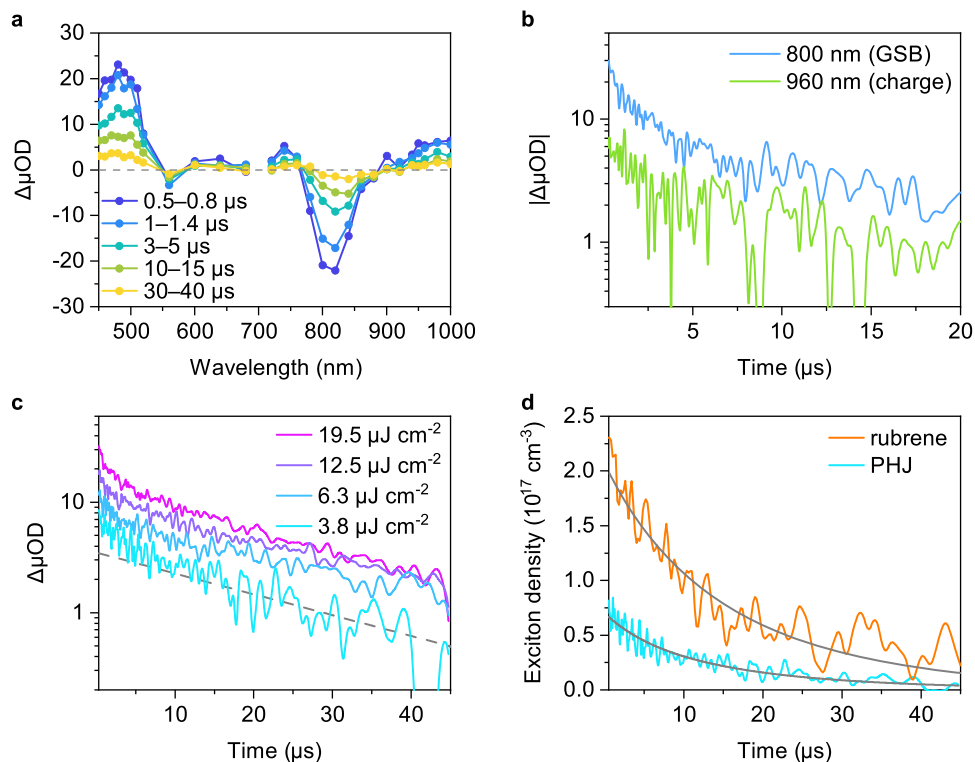 a
30
20
10
0
-10
-20
-30
ΔµOD
0.5–0.8 µs
1–1.4 µs
3–5 µs
10–15 µs
30–40 µs
500 600 700 800 900 1000
Wavelength (nm)
b
10
1
|ΔµOD|
800 nm (GSB)
960 nm (charge)
5 10 15 20
Time (µs)
c
10
1
ΔµOD
19.5 µJ cm⁻²
12.5 µJ cm⁻²
6.3 µJ cm⁻²
3.8 µJ cm⁻²
10 20 30 40
Time (µs)
d
2.5
2.0
1.5
1.0
0.5
0.0
Exciton density (10¹⁷ cm⁻³)
rubrene
PHJ
10 20 30 40
Time (µs)